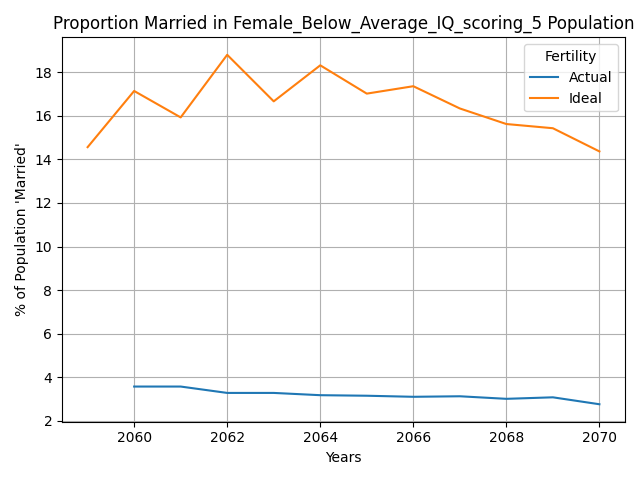 Proportion Married in Female_Below_Average_IQ_scoring_5 Population
Fertility
Actual
Ideal
% of Population 'Married'
18
16
14
12
10
8
6
4
2
2060 2062 2064 2066 2068 2070
Years